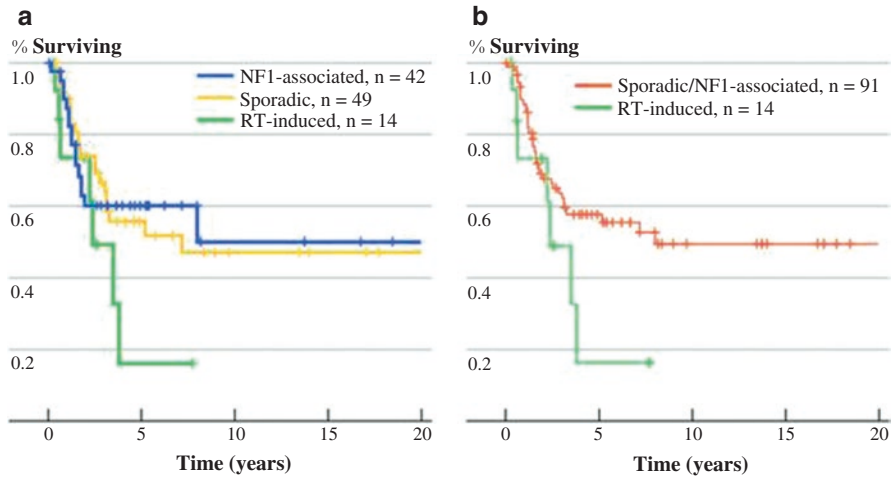 a
% Surviving
1.0
0.8
0.6
0.4
0.2
NF1-associated, n = 42
Sporadic, n = 49
RT-induced, n = 14
0 5 10 15 20
Time (years)
b
% Surviving
1.0
0.8
0.6
0.4
0.2
Sporadic/NF1-associated, n = 91
RT-induced, n = 14
0 5 10 15 20
Time (years)